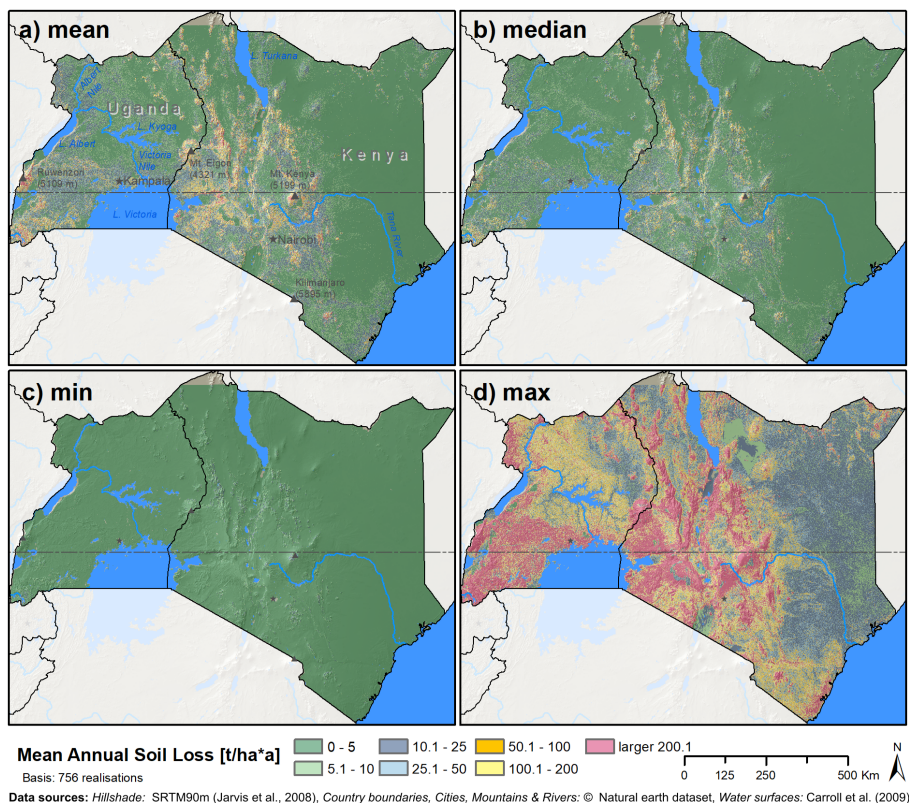 a) mean
L. Turkana
Albert
Nile
Uganda
L. Kyoga
L. Albert
Victoria
Nile
Kenya
Ruwenzori
(5109 m)
Kampala
Mt. Elgon
(4321 m)
Mt. Kenya
(5199 m)
L. Victoria
Nairobi
Tana River
Kilimanjaro
(5895 m)
b) median
c) min
d) max
Mean Annual Soil Loss [t/ha*a]
Basis: 756 realisations
0 - 5
5.1 - 10
10.1 - 25
25.1 - 50
50.1 - 100
100.1 - 200
larger 200.1
N
0 125 250 500 Km
Data sources: Hillshade: SRTM90m (Jarvis et al., 2008), Country boundaries, Cities, Mountains & Rivers: © Natural earth dataset, Water surfaces: Carroll et al. (2009)